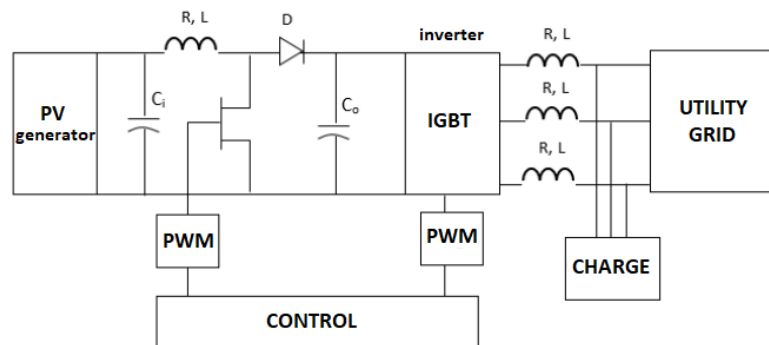 R, L
D
inverter
R, L
PV
generator
Cᵢ
Cₒ
IGBT
R, L
UTILITY
GRID
R, L
PWM
PWM
CHARGE
CONTROL